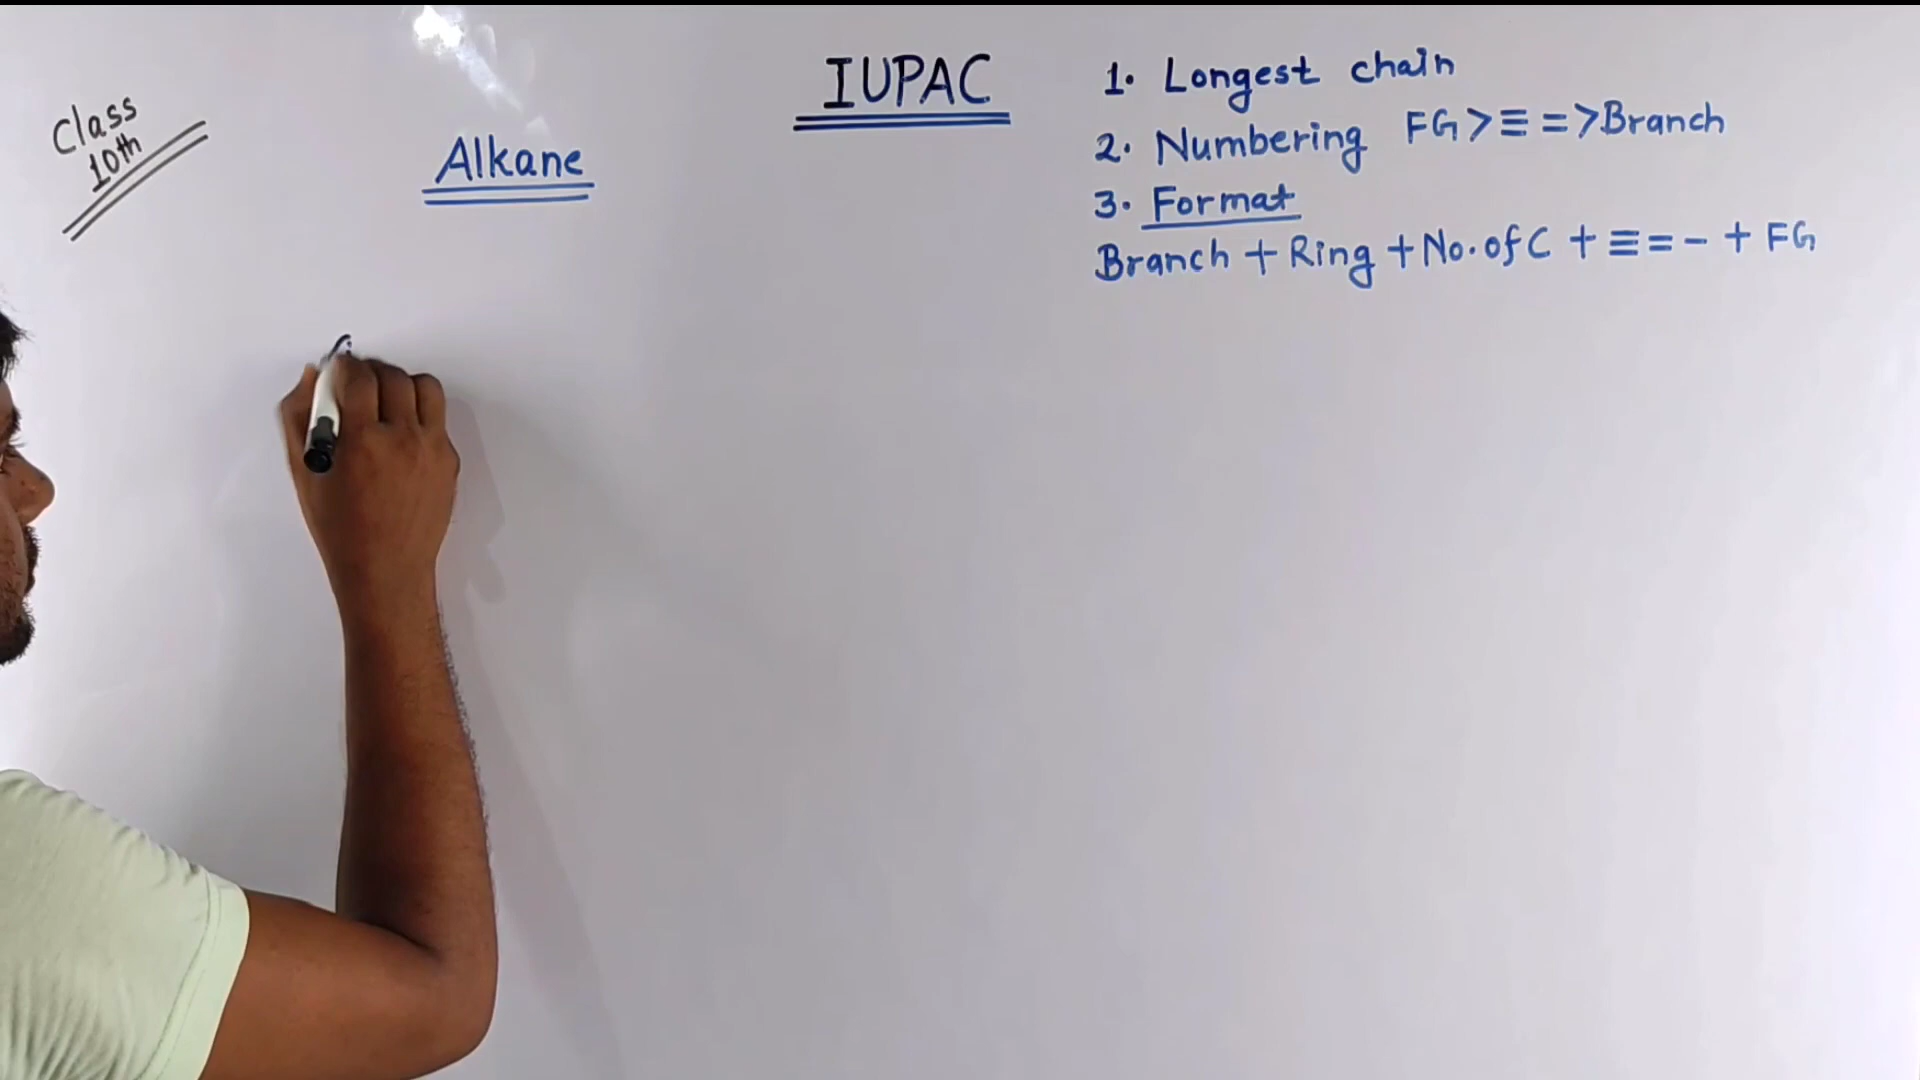 Class
10th
Alkane
IUPAC
1. Longest chain
2. Numbering FG>≡=>Branch
3. Format
Branch + Ring + No. of C + ≡ = - + FG